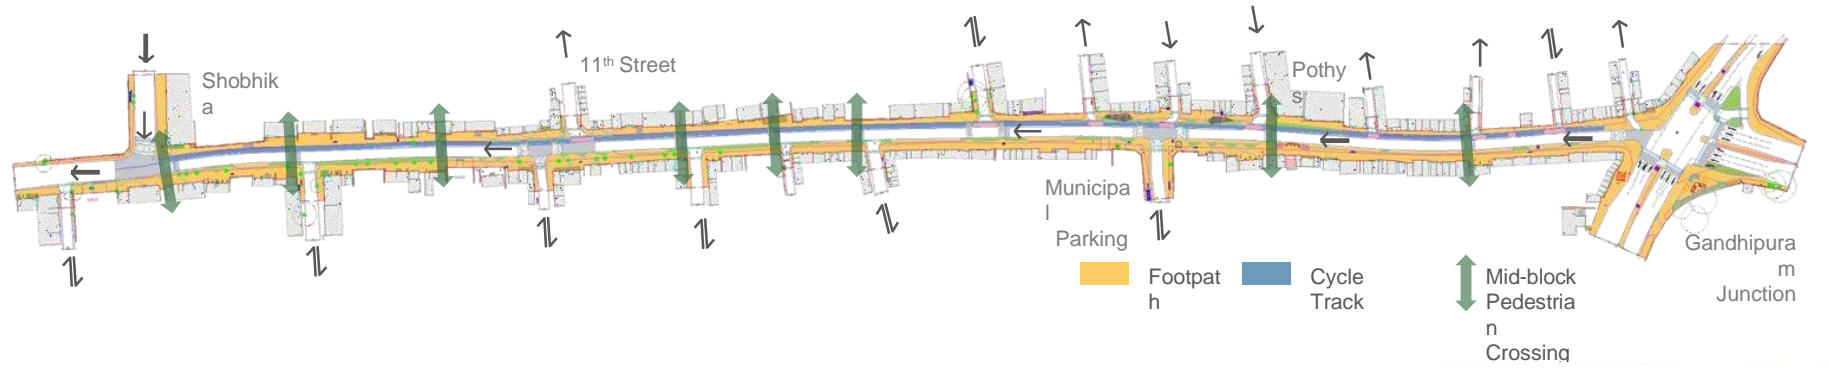 Shobhik
a
11th Street
Pothy
s
Municipa
l
Parking
Gandhipura
m
Junction
Footpat
h
Cycle
Track
Mid-block
Pedestria
n
Crossing